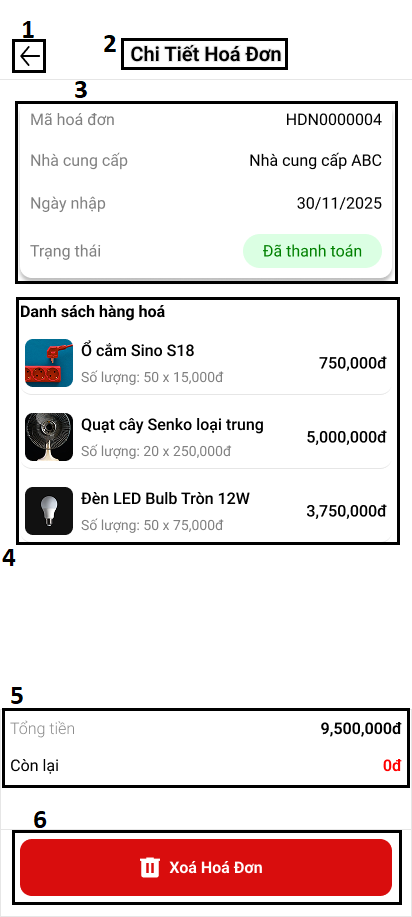 1
2
Chi Tiết Hoá Đơn
3
Mã hoá đơn HDN0000004
Nhà cung cấp Nhà cung cấp ABC
Ngày nhập 30/11/2025
Trạng thái Đã thanh toán
Danh sách hàng hoá
Ổ cắm Sino S18
Số lượng: 50 x 15,000đ
750,000đ
Quạt cây Senko loại trung
Số lượng: 20 x 250,000đ
5,000,000đ
Đèn LED Bulb Tròn 12W
Số lượng: 50 x 75,000đ
3,750,000đ
4
5
Tổng tiền 9,500,000đ
Còn lại 0đ
6
Xoá Hoá Đơn